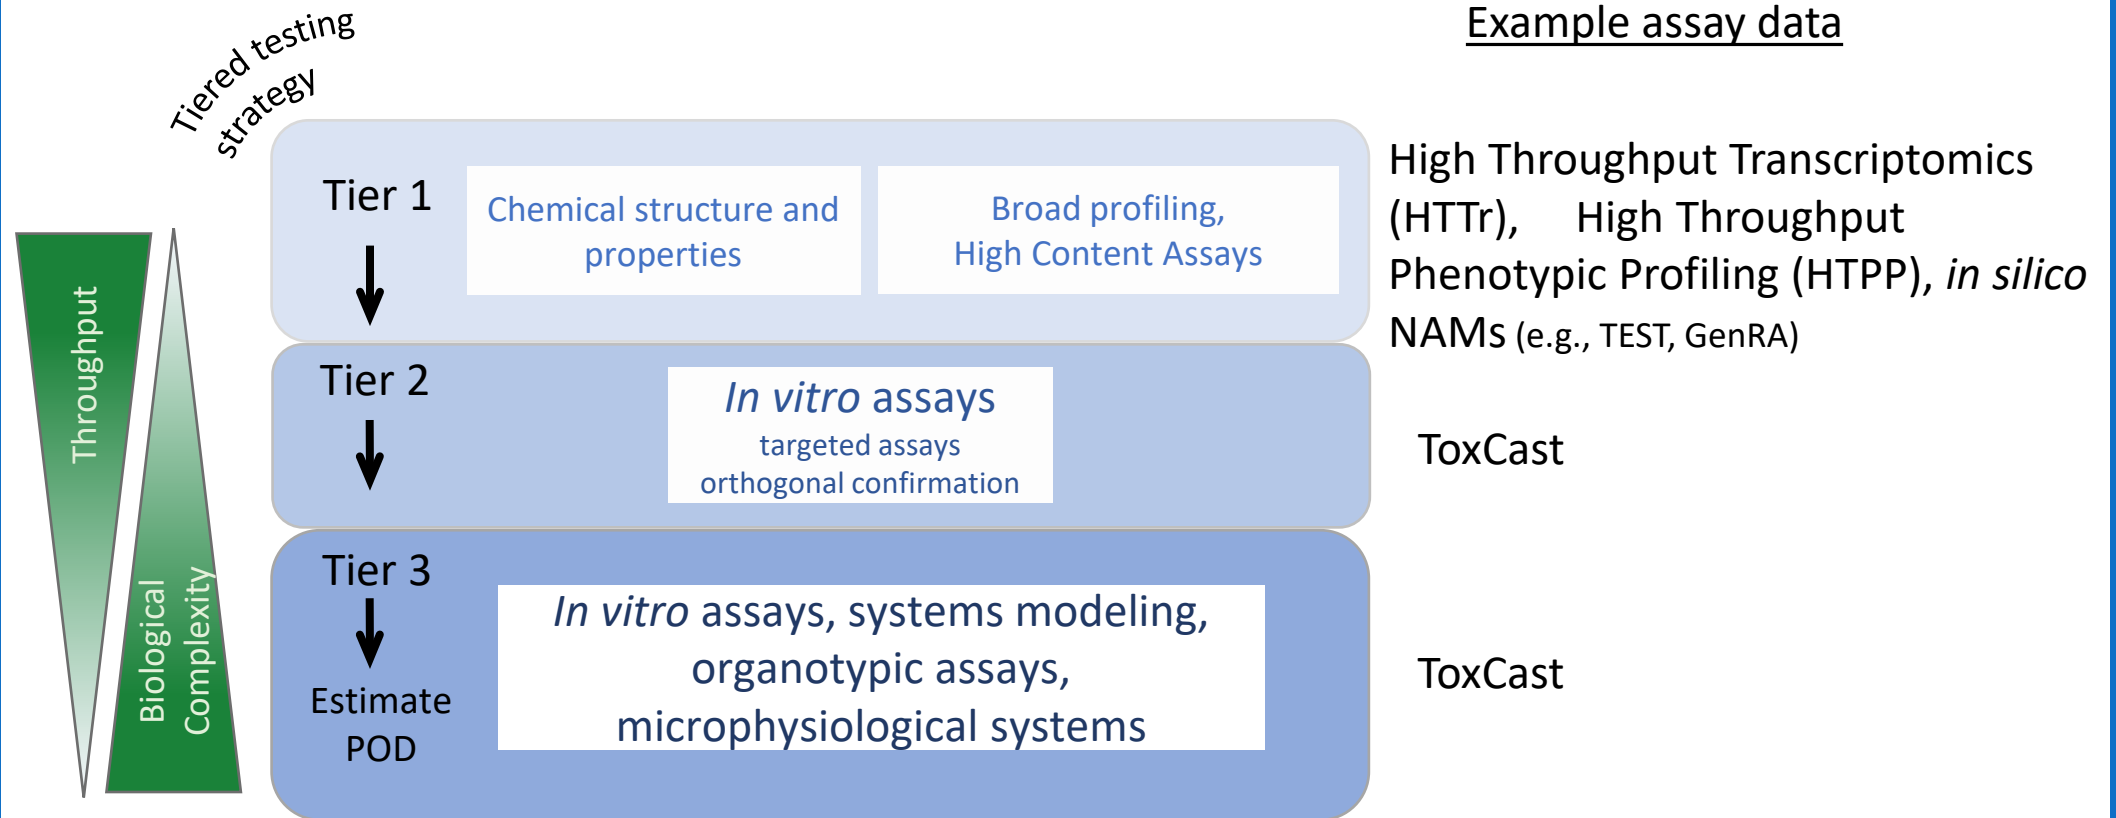 Tiered testing
strategy
Example assay data
Throughput
Biological
Complexity
Tier 1
Chemical structure and
properties
Broad profiling,
High Content Assays
High Throughput Transcriptomics
(HTTr), High Throughput
Phenotypic Profiling (HTPP), in silico
NAMs (e.g., TEST, GenRA)
Tier 2
In vitro assays
targeted assays
orthogonal confirmation
ToxCast
Tier 3
Estimate
POD
In vitro assays, systems modeling,
organotypic assays,
microphysiological systems
ToxCast